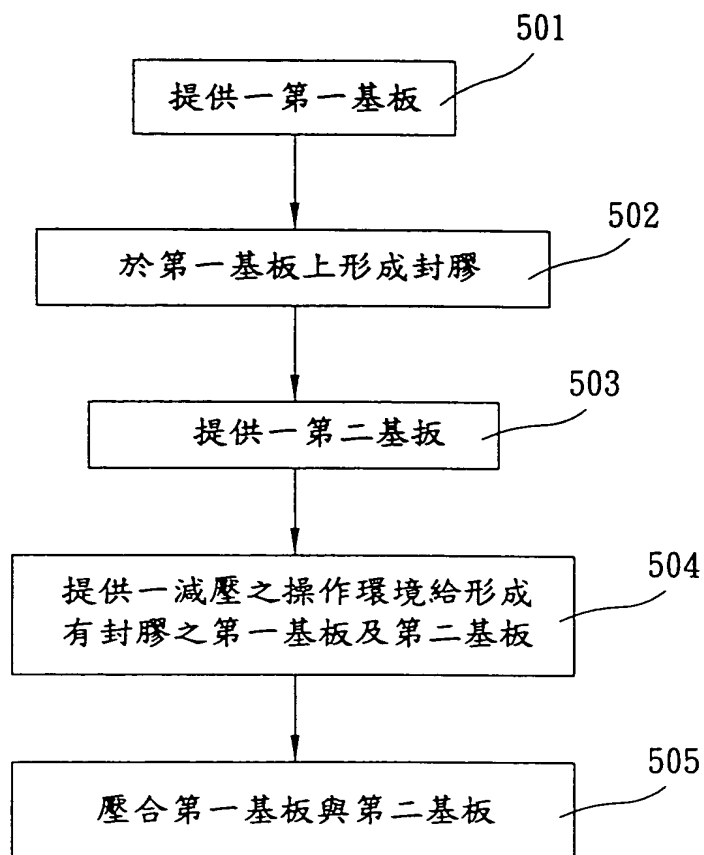 501
提供一第一基板
502
於第一基板上形成封膠
503
提供一第二基扳
504
提供一減壓之操作環境給形成
有封膠之第一基板及第二基板
505
壓合第一基板與第二基板